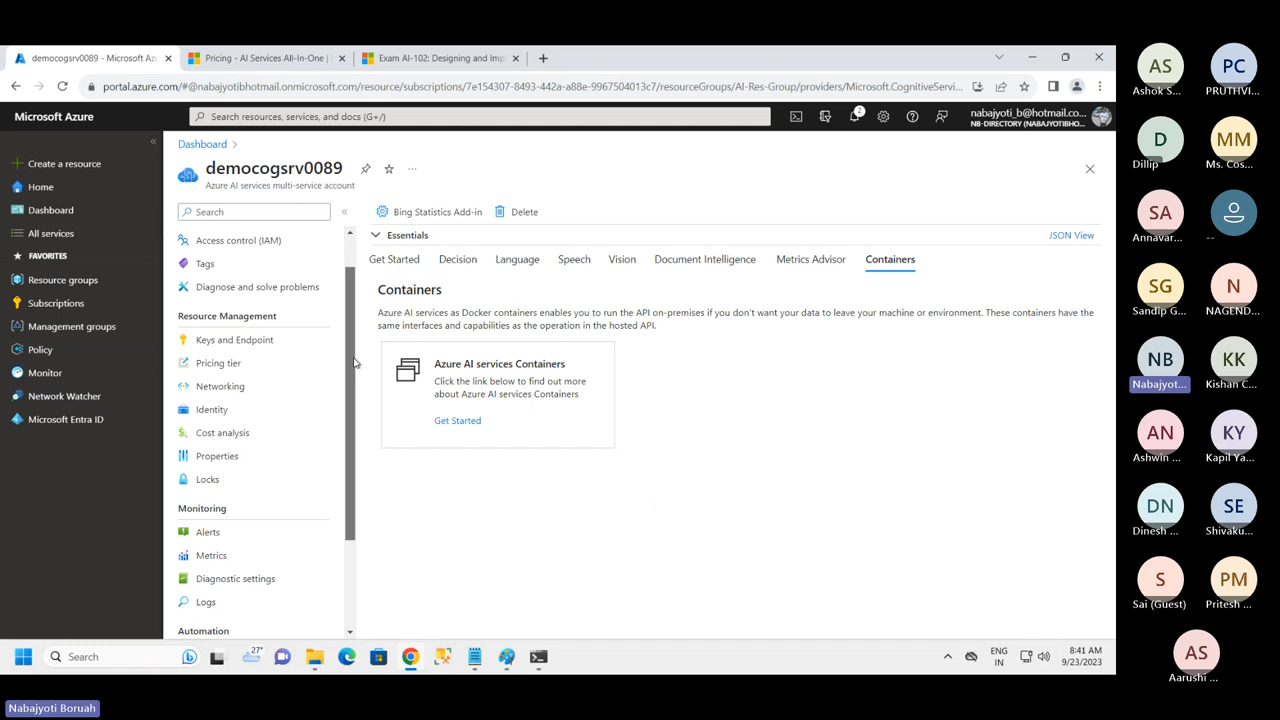 democogsrv0089 - Microsoft Az
Pricing - AI Services All-In-One |
Exam AI-102: Designing and Imp
portal.azure.com/#@nabajyotibhotmail.onmicrosoft.com/resource/subscriptions/7e154307-8493-442a-a88e-9967504013c7/resourceGroups/AI-Res-Group/providers/Microsoft.CognitiveServi...
Microsoft Azure
Search resources, services, and docs (G+/)
2
nabajyoti_b@hotmail.co...
NB-DIRECTORY (NABAJYOTIBHO...
Create a resource
Home
Dashboard
All services
FAVORITES
Resource groups
Subscriptions
Management groups
Policy
Monitor
Network Watcher
Microsoft Entra ID
Dashboard >
democogsrv0089
Azure AI services multi-service account
Search
Access control (IAM)
Tags
Diagnose and solve problems
Resource Management
Keys and Endpoint
Pricing tier
Networking
Identity
Cost analysis
Properties
Locks
Monitoring
Alerts
Metrics
Diagnostic settings
Logs
Automation
Bing Statistics Add-in
Delete
Essentials
JSON View
Get Started
Decision
Language
Speech
Vision
Document Intelligence
Metrics Advisor
Containers
Containers
Azure AI services as Docker containers enables you to run the API on-premises if you don't want your data to leave your machine or environment. These containers have the
same interfaces and capabilities as the operation in the hosted API.
Azure AI services Containers
Click the link below to find out more
about Azure AI services Containers
Get Started
Search
27°
ENG
IN
8:41 AM
9/23/2023
AS
Ashok S...
PC
PRUTHVI...
D
Dillip
MM
Ms. Cos...
SA
Annavar...
--
SG
Sandip G...
N
NAGEND...
NB
Nabajyot...
KK
Kishan C...
AN
Ashwin ...
KY
Kapil Ya...
DN
Dinesh ...
SE
Shivaku...
S
Sai (Guest)
PM
Pritesh ...
AS
Aarushi ...
Nabajyoti Boruah